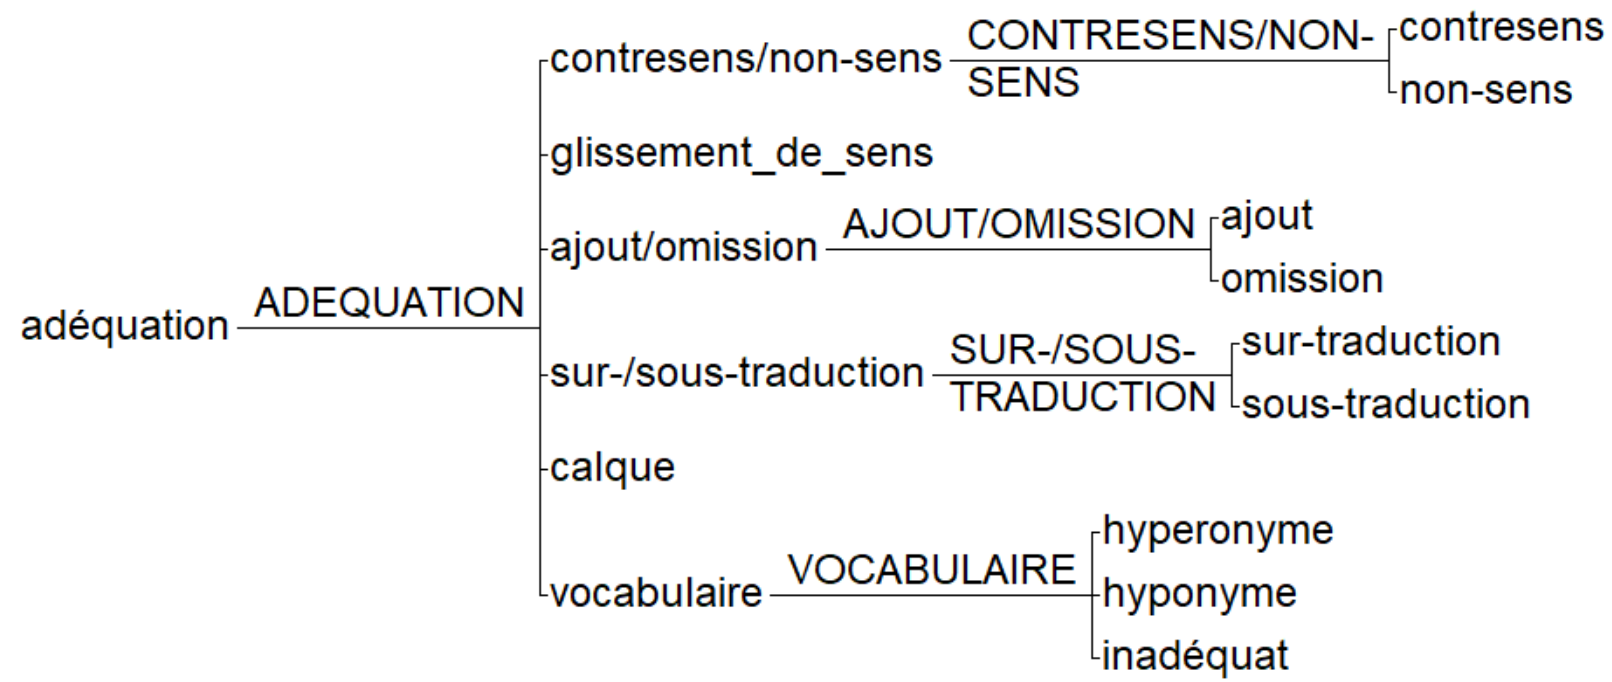 contresens/non-sens
CONTRESENS/NON-
SENS
contresens
non-sens
glissement_de_sens
ajout/omission
AJOUT/OMISSION
ajout
omission
adéquation
ADEQUATION
sur-/sous-traduction
SUR-/SOUS-
TRADUCTION
sur-traduction
sous-traduction
calque
vocabulaire
VOCABULAIRE
hyperonyme
hyponyme
inadéquat